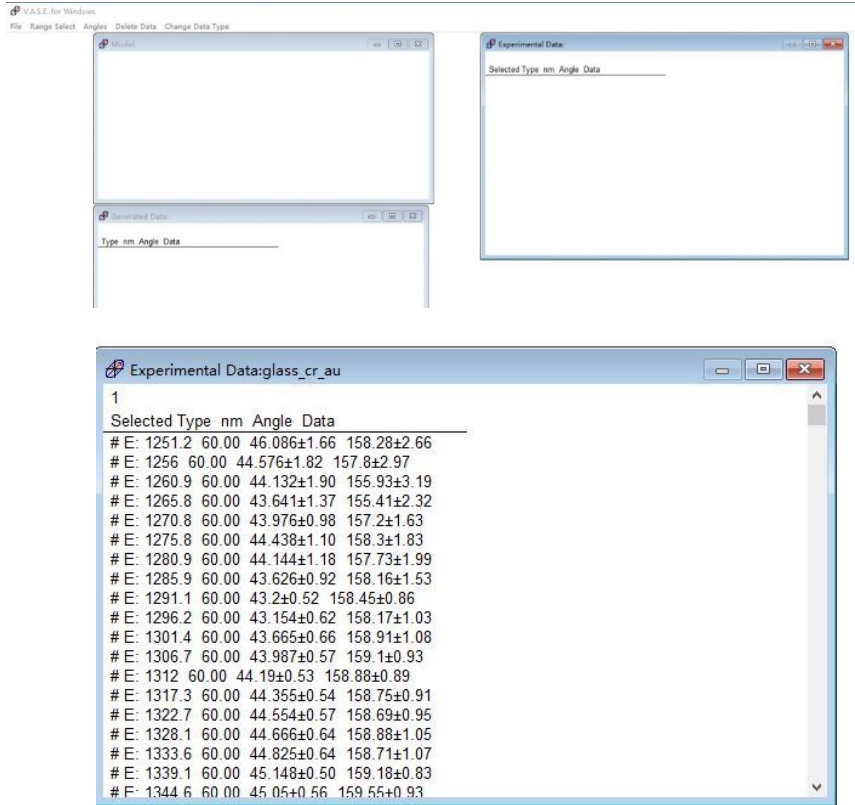 V.A.S.E. for Windows
File Range Select Angles Delete Data Change Data Type
Model:
Experimental Data:
Selected Type nm Angle Data
Generated Data:
Type nm Angle Data
Experimental Data:glass_cr_au
1
Selected Type nm Angle Data
# E: 1251.2 60.00 46.086±1.66 158.28±2.66
# E: 1256 60.00 44.576±1.82 157.8±2.97
# E: 1260.9 60.00 44.132±1.90 155.93±3.19
# E: 1265.8 60.00 43.641±1.37 155.41±2.32
# E: 1270.8 60.00 43.976±0.98 157.2±1.63
# E: 1275.8 60.00 44.438±1.10 158.3±1.83
# E: 1280.9 60.00 44.144±1.18 157.73±1.99
# E: 1285.9 60.00 43.626±0.92 158.16±1.53
# E: 1291.1 60.00 43.2±0.52 158.45±0.86
# E: 1296.2 60.00 43.154±0.62 158.17±1.03
# E: 1301.4 60.00 43.665±0.66 158.91±1.08
# E: 1306.7 60.00 43.987±0.57 159.1±0.93
# E: 1312 60.00 44.19±0.53 158.88±0.89
# E: 1317.3 60.00 44.355±0.54 158.75±0.91
# E: 1322.7 60.00 44.554±0.57 158.69±0.95
# E: 1328.1 60.00 44.666±0.64 158.88±1.05
# E: 1333.6 60.00 44.825±0.64 158.71±1.07
# E: 1339.1 60.00 45.148±0.50 159.18±0.83
# E: 1344.6 60.00 45.05±0.56 159.55±0.93